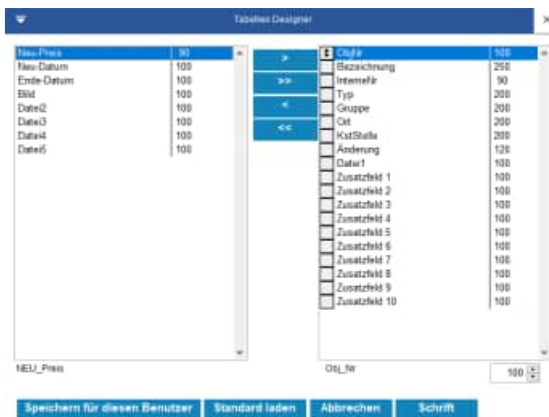 Tabellen Designer
Neu-Preis 90
Neu-Datum 100
Ende-Datum 100
Bild 100
Datei2 100
Datei3 100
Datei4 100
Datei5 100
>
>>
<
<<
ObjNr 100
Bezeichnung 250
InterneNr 90
Typ 200
Gruppe 200
Ort 200
KstStelle 200
Änderung 120
Datei1 100
Zusatzfeld 1 100
Zusatzfeld 2 100
Zusatzfeld 3 100
Zusatzfeld 4 100
Zusatzfeld 5 100
Zusatzfeld 6 100
Zusatzfeld 7 100
Zusatzfeld 8 100
Zusatzfeld 9 100
Zusatzfeld 10 100
NEU_Preis
Obj_Nr
100
Speichern für diesen Benutzer
Standard laden
Abbrechen
Schrift